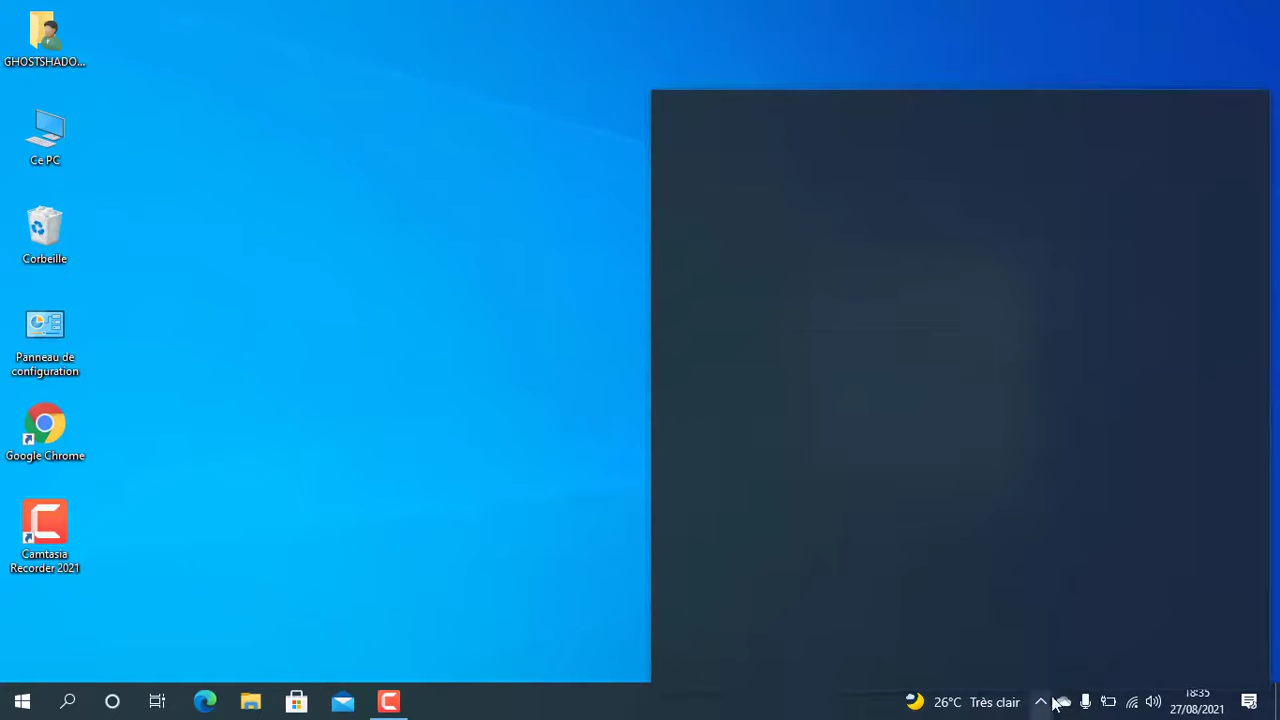 GHOSTSHADO...
Ce PC
Corbeille
Panneau de
configuration
Google Chrome
Camtasia
Recorder 2021
26°C Très clair
18:35
27/08/2021